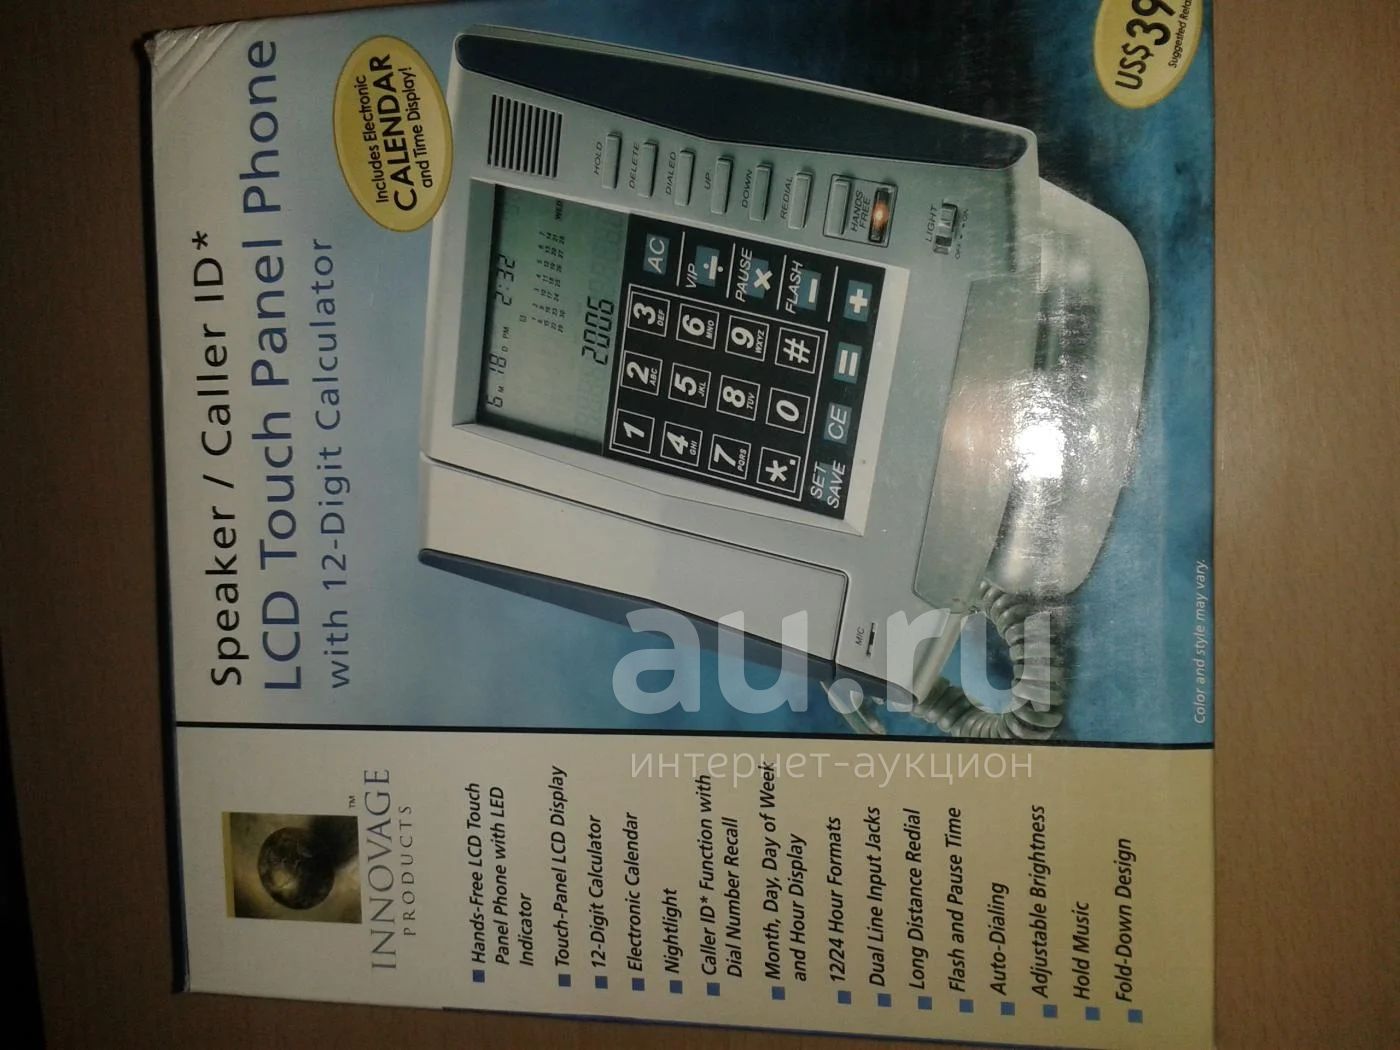 Speaker / Caller ID*
LCD Touch Panel Phone
with 12-Digit Calculator
Includes Electronic
CALENDAR
and Time Display!
US$39
Suggested
INNOVAGE™
PRODUCTS
Hands-Free LCD Touch
Panel Phone with LED
Indicator
Touch-Panel LCD Display
12-Digit Calculator
Electronic Calendar
Nightlight
Caller ID* Function with
Dial Number Recall
Month, Day, Day of Week
and Hour Display
12/24 Hour Formats
Dual Line Input Jacks
Long Distance Redial
Flash and Pause Time
Auto-Dialing
Adjustable Brightness
Hold Music
Fold-Down Design
HOLD
DELETE
DIALED
UP
DOWN
REDIAL
HANDS
FREE
LIGHT
6 M 18 D PM 2:32
2006
1 2 ABC 3 DEF AC
4 GHI 5 JKL 6 MNO VIP ÷
7 PQRS 8 TUV 9 WXYZ PAUSE ×
*. 0 # FLASH −
SET
SAVE CE = +
MIC
Color and style may vary.
au.ru
интернет-аукцион